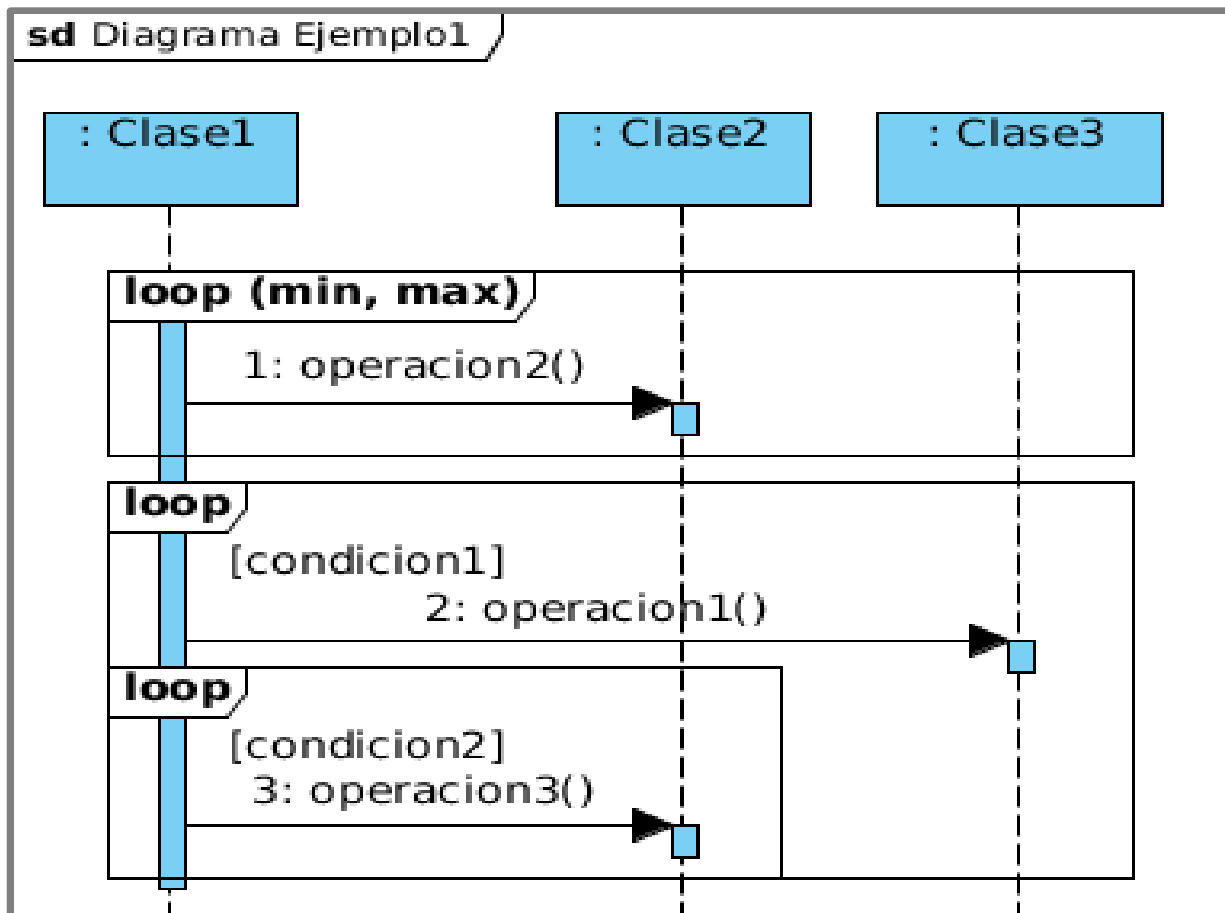 sd Diagrama Ejemplo1
: Clase1
: Clase2
: Clase3
loop (min, max)
1: operacion2()
loop
[condicion1]
2: operacion1()
loop
[condicion2]
3: operacion3()